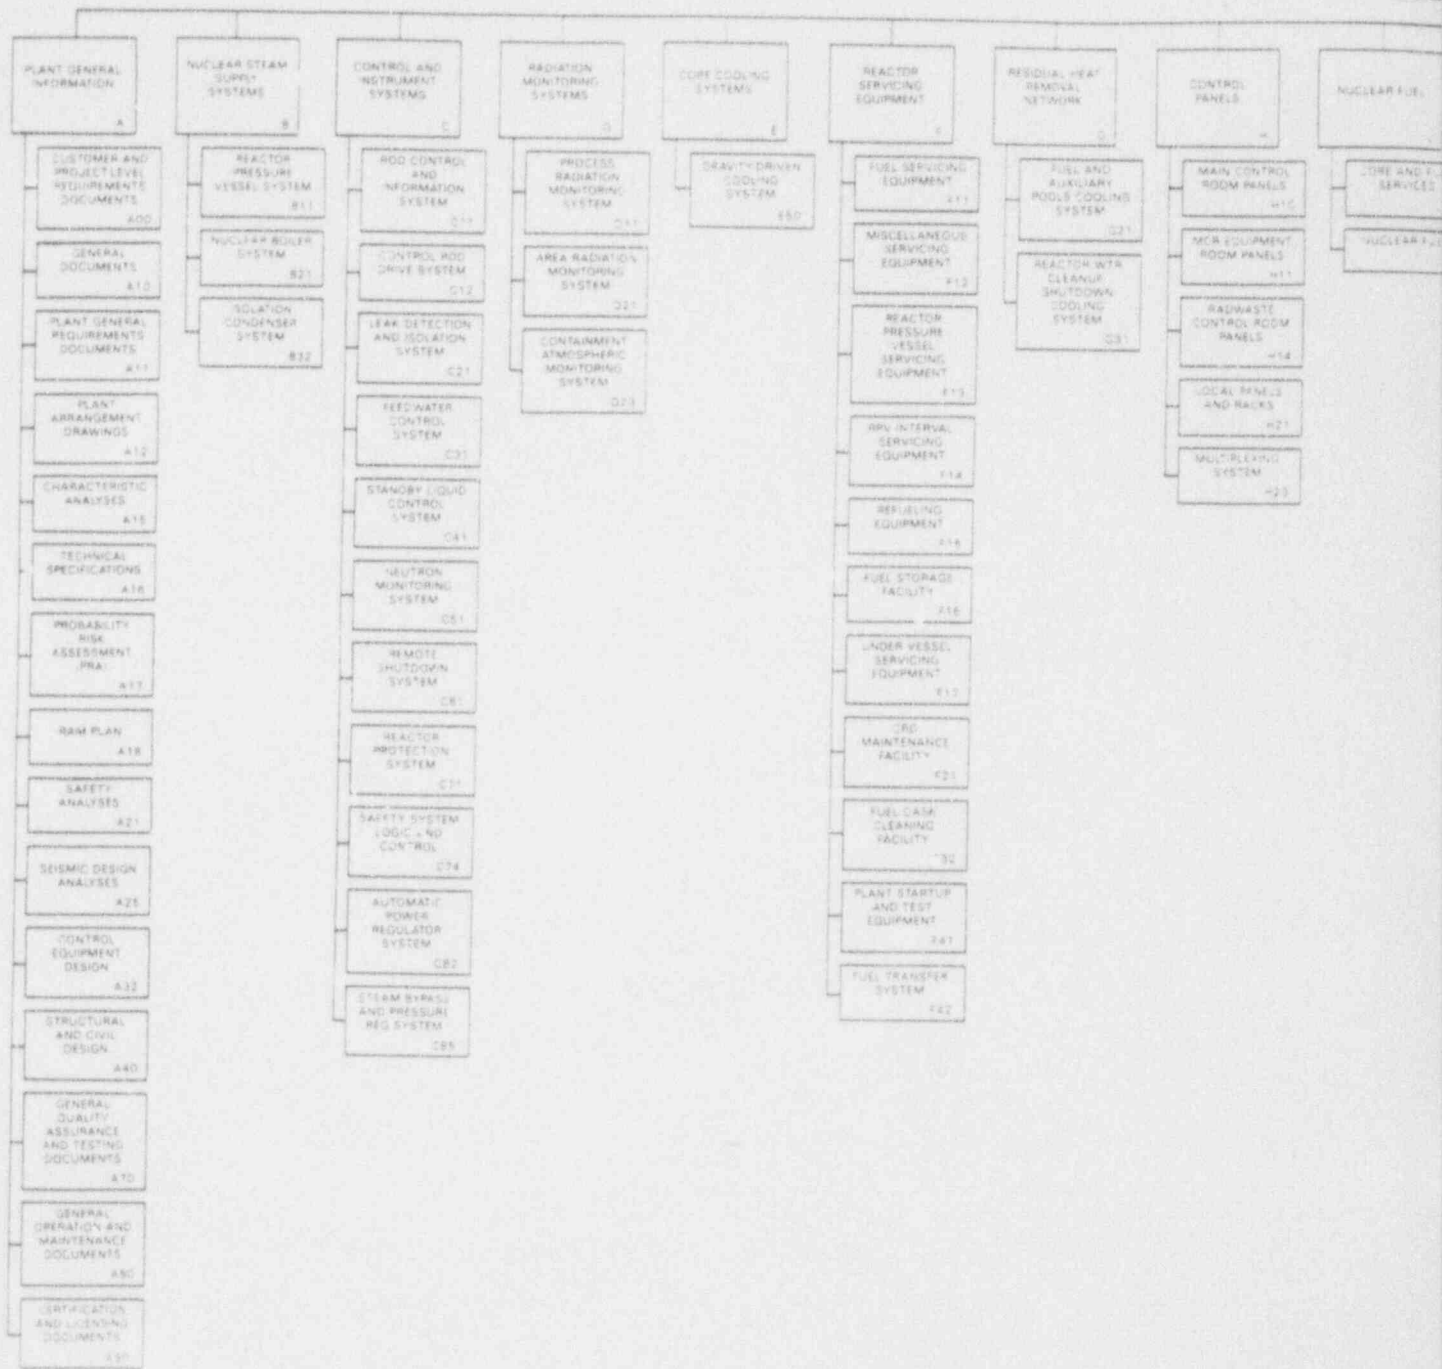 PLANT GENERAL
INFORMATION
A
CUSTOMER AND
PROJECT LEVEL
REQUIREMENTS
DOCUMENTS
A00
GENERAL
DOCUMENTS
A10
PLANT GENERAL
REQUIREMENTS
DOCUMENTS
A11
PLANT
ARRANGEMENT
DRAWINGS
A12
CHARACTERISTIC
ANALYSES
A15
TECHNICAL
SPECIFICATIONS
A16
PROBABILITY
RISK
ASSESSMENT
(PRA)
A17
RAM PLAN
A18
SAFETY
ANALYSES
A21
SEISMIC DESIGN
ANALYSES
A25
CONTROL
EQUIPMENT
DESIGN
A32
STRUCTURAL
AND CIVIL
DESIGN
A40
GENERAL
QUALITY
ASSURANCE
AND TESTING
DOCUMENTS
A70
GENERAL
OPERATION AND
MAINTENANCE
DOCUMENTS
A80
CERTIFICATION
AND LICENSING
DOCUMENTS
A90
NUCLEAR STEAM
SUPPLY
SYSTEMS
B
REACTOR
PRESSURE
VESSEL SYSTEM
B11
NUCLEAR BOILER
SYSTEM
B21
ISOLATION
CONDENSER
SYSTEM
B32
CONTROL AND
INSTRUMENT
SYSTEMS
C
ROD CONTROL
AND
INFORMATION
SYSTEM
C11
CONTROL ROD
DRIVE SYSTEM
C12
LEAK DETECTION
AND ISOLATION
SYSTEM
C21
FEEDWATER
CONTROL
SYSTEM
C31
STANDBY LIQUID
CONTROL
SYSTEM
C41
NEUTRON
MONITORING
SYSTEM
C51
REMOTE
SHUTDOWN
SYSTEM
C61
REACTOR
PROTECTION
SYSTEM
C71
SAFETY SYSTEM
LOGIC AND
CONTROL
C74
AUTOMATIC
POWER
REGULATOR
SYSTEM
C82
STEAM BYPASS
AND PRESSURE
REG SYSTEM
C85
RADIATION
MONITORING
SYSTEMS
D
PROCESS
RADIATION
MONITORING
SYSTEM
D11
AREA RADIATION
MONITORING
SYSTEM
D21
CONTAINMENT
ATMOSPHERIC
MONITORING
SYSTEM
D23
CORE COOLING
SYSTEMS
E
GRAVITY DRIVEN
COOLING
SYSTEM
E50
REACTOR
SERVICING
EQUIPMENT
F
FUEL SERVICING
EQUIPMENT
F11
MISCELLANEOUS
SERVICING
EQUIPMENT
F12
REACTOR
PRESSURE
VESSEL
SERVICING
EQUIPMENT
F13
RPV INTERVAL
SERVICING
EQUIPMENT
F14
REFUELING
EQUIPMENT
F15
FUEL STORAGE
FACILITY
F16
UNDER VESSEL
SERVICING
EQUIPMENT
F17
CRD
MAINTENANCE
FACILITY
F21
FUEL CASK
CLEANING
FACILITY
F32
PLANT STARTUP
AND TEST
EQUIPMENT
F41
FUEL TRANSFER
SYSTEM
F42
RESIDUAL HEAT
REMOVAL
NETWORK
G
FUEL AND
AUXILIARY
POOLS COOLING
SYSTEM
G21
REACTOR WTR
CLEANUP
SHUTDOWN
COOLING
SYSTEM
G31
CONTROL
PANELS
H
MAIN CONTROL
ROOM PANELS
H10
MCR EQUIPMENT
ROOM PANELS
H11
RADWASTE
CONTROL ROOM
PANELS
H14
LOCAL PANELS
AND RACKS
H21
MULTIPLEXING
SYSTEM
H23
NUCLEAR FUEL
CORE AND
SERVICES
NUCLEAR